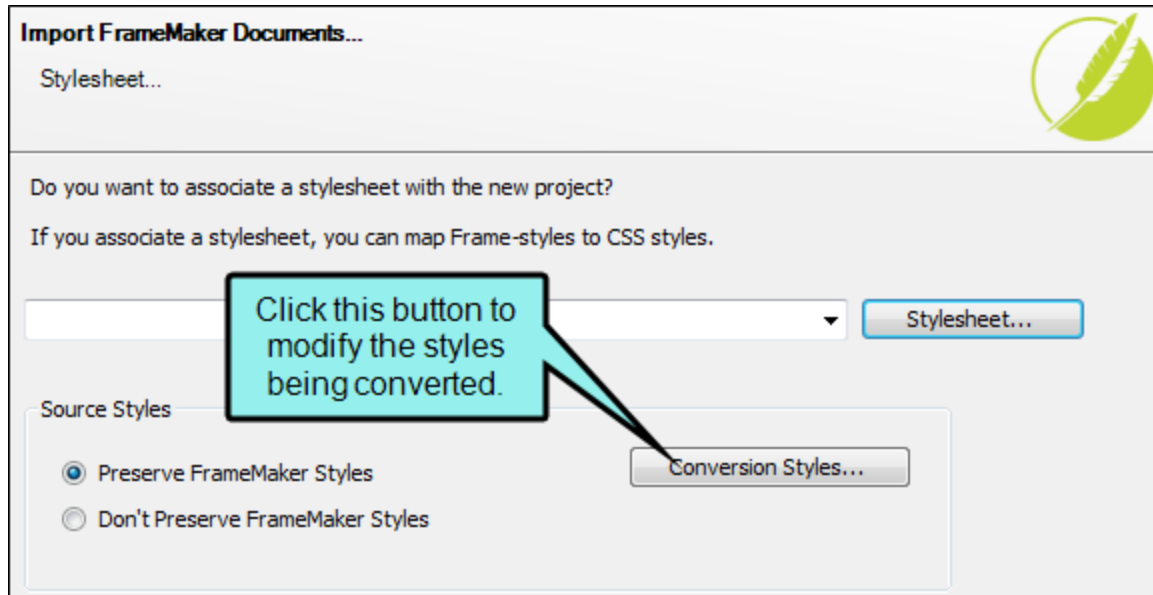 Import FrameMaker Documents...
Stylesheet...
Do you want to associate a stylesheet with the new project?
If you associate a stylesheet, you can map Frame-styles to CSS styles.
Click this button to
modify the styles
being converted.
Stylesheet...
Source Styles
Preserve FrameMaker Styles
Conversion Styles...
Don't Preserve FrameMaker Styles